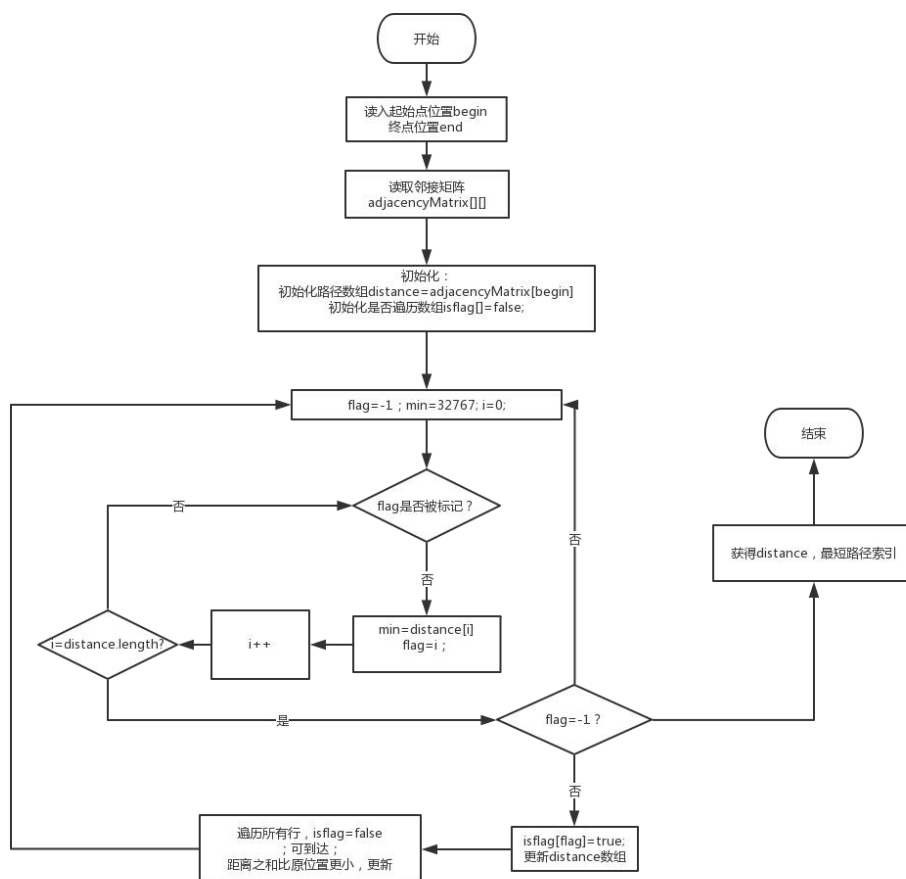 开始
读入起始点位置begin
终点位置end
读取邻接矩阵
adjacencyMatrix[][]
初始化：
初始化路径数组distance=adjacencyMatrix[begin]
初始化是否遍历数组isflag[]=false;
flag=-1；min=32767; i=0;
结束
flag是否被标记？
否
否
获得distance，最短路径索引
否
min=distance[i]
flag=i；
i++
i=distance.length?
是
flag=-1？
否
遍历所有行，isflag=false
；可到达；
距离之和比原位置更小，更新
isflag[flag]=true;
更新distance数组